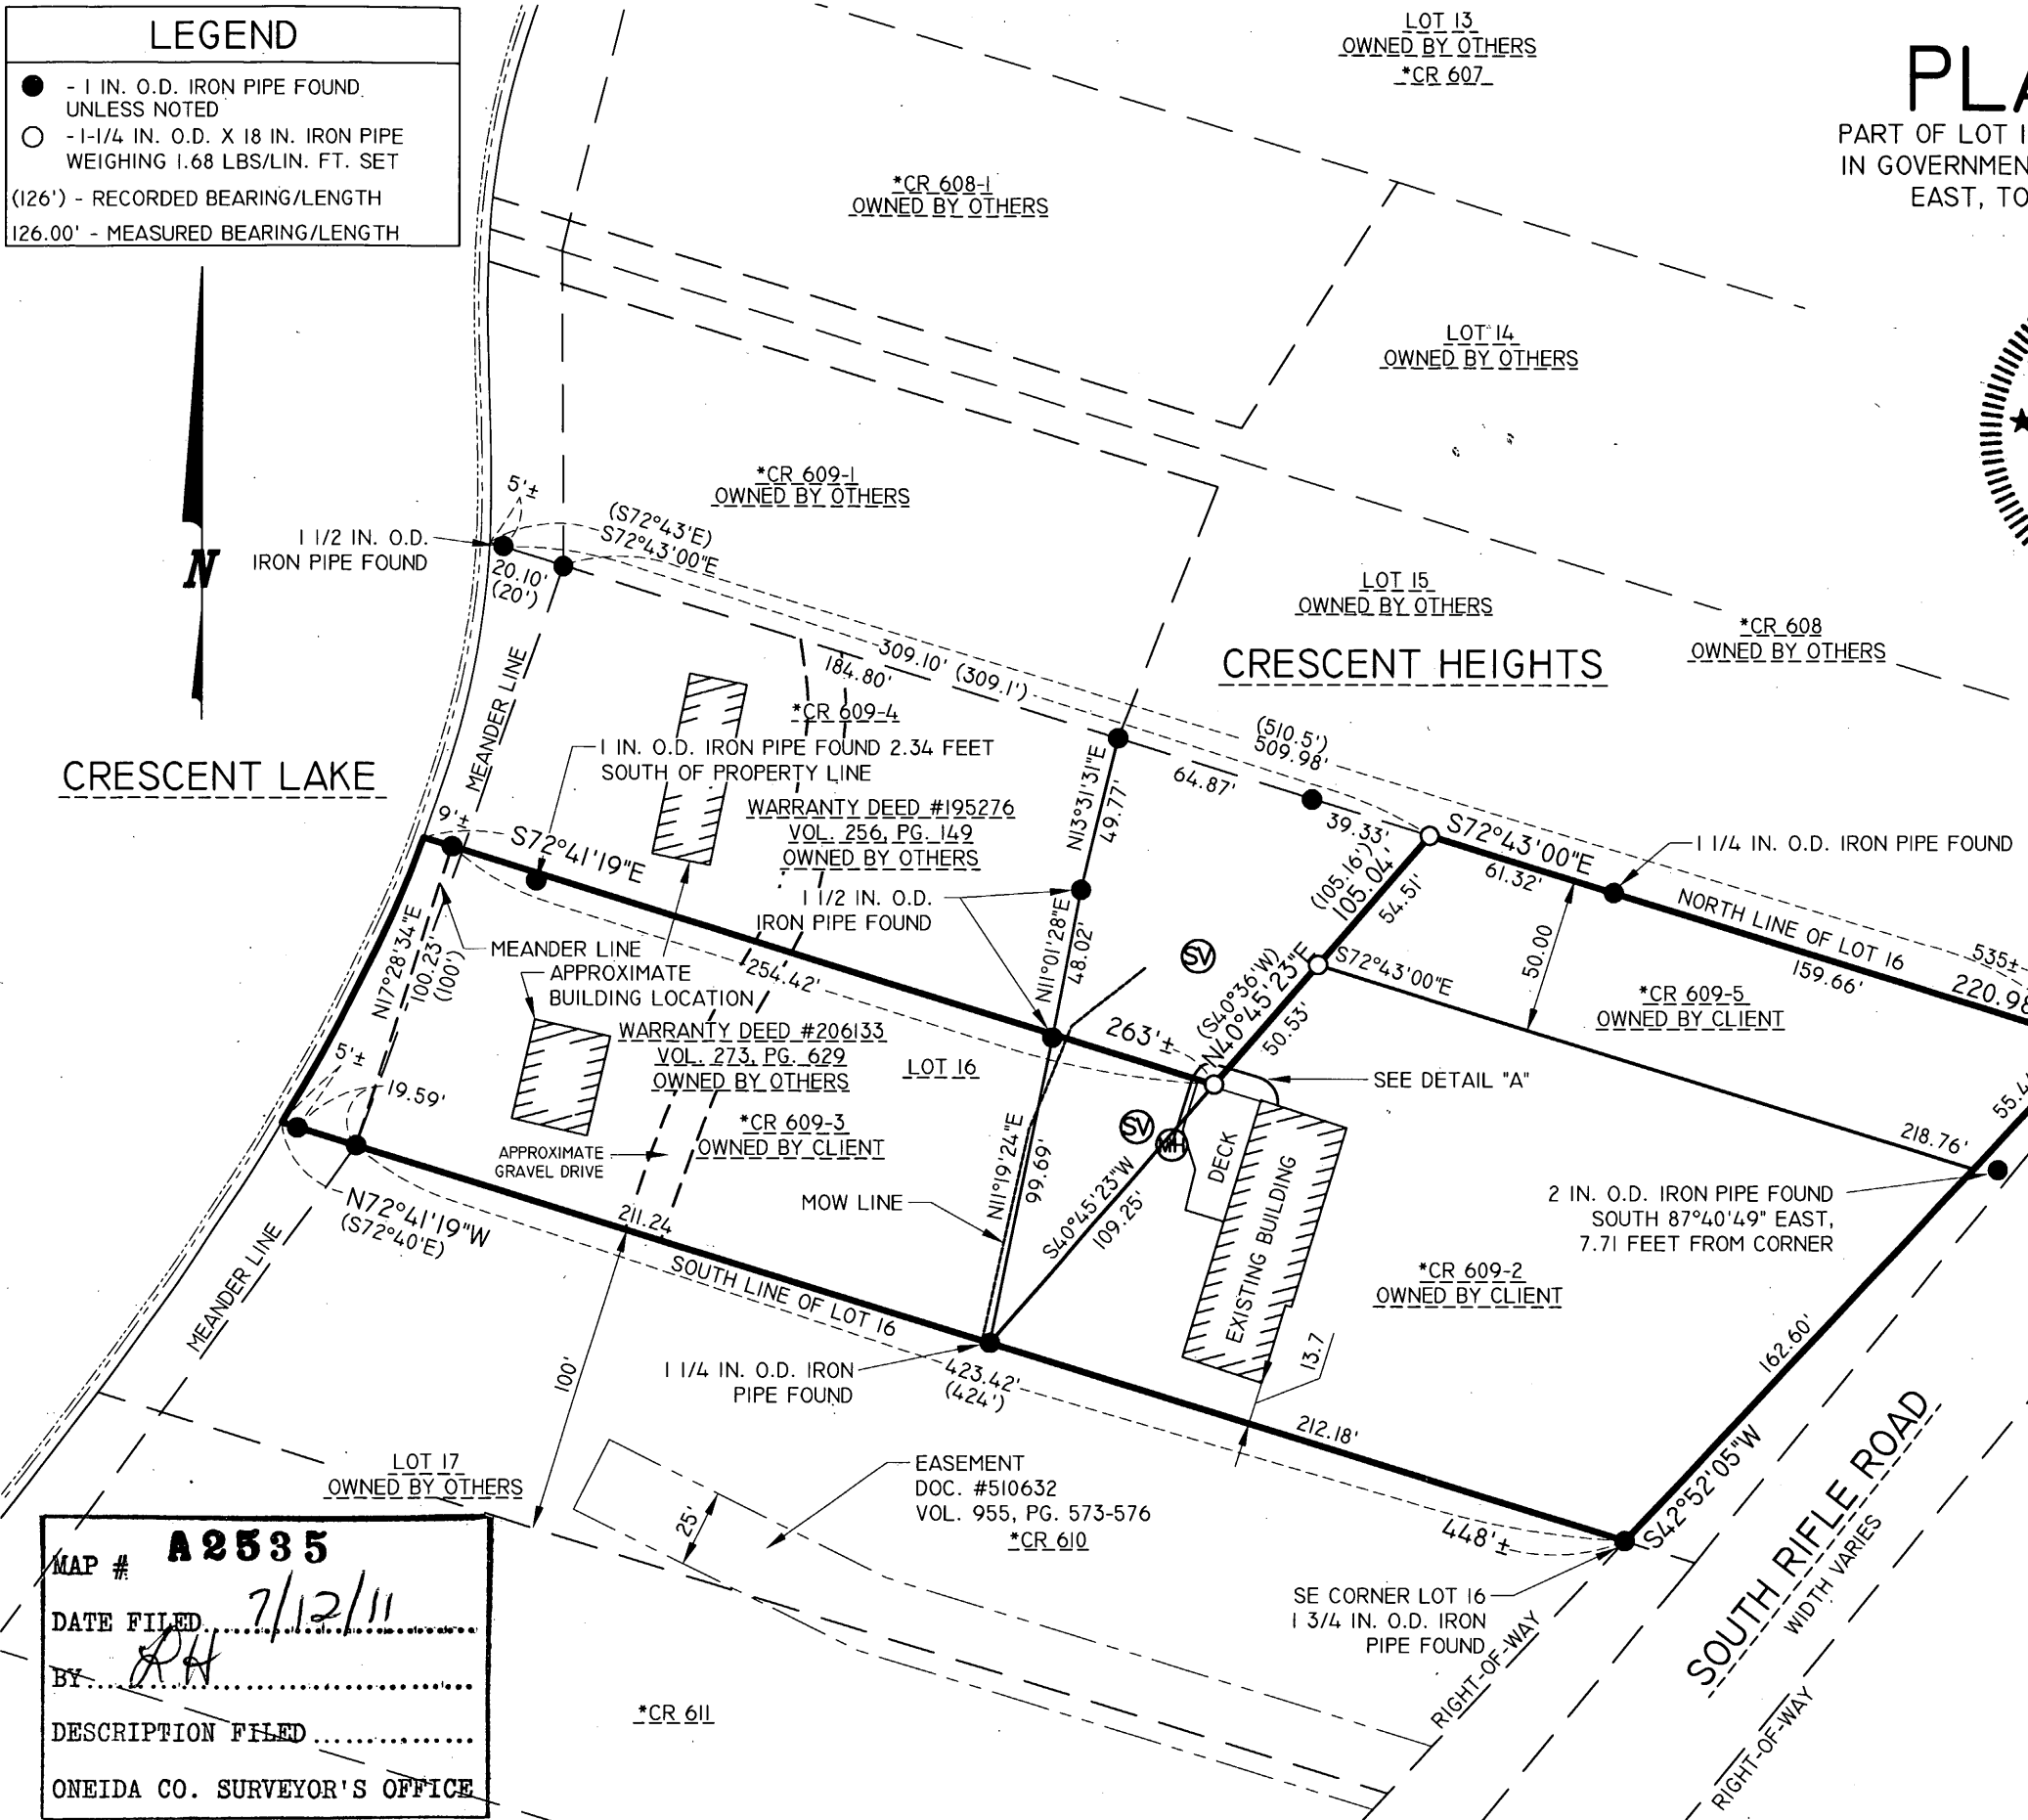 LEGEND
- 1 IN. O.D. IRON PIPE FOUND
UNLESS NOTED
- 1-1/4 IN. O.D. X 18 IN. IRON PIPE
WEIGHING 1.68 LBS/LIN. FT. SET
(126') - RECORDED BEARING/LENGTH
126.00' - MEASURED BEARING/LENGTH
LOT 13
OWNED BY OTHERS
*CR 607
PLA
PART OF LOT 1
IN GOVERNMEN
EAST, TO
*CR 608-1
OWNED BY OTHERS
LOT 14
OWNED BY OTHERS
N
*CR 609-1
OWNED BY OTHERS
5'±
(S72°43'E)
S72°43'00"E
1 1/2 IN. O.D.
IRON PIPE FOUND
20.10'
(20')
LOT 15
OWNED BY OTHERS
*CR 608
OWNED BY OTHERS
CRESCENT HEIGHTS
309.10' (309.1')
184.80'
MEANDER LINE
*CR 609-4
1 IN. O.D. IRON PIPE FOUND 2.34 FEET
SOUTH OF PROPERTY LINE
(510.5')
509.98'
CRESCENT LAKE
N13°31'31"E
49.77'
64.87'
39.33'
WARRANTY DEED #195276
VOL. 256, PG. 149
OWNED BY OTHERS
9'±
S72°41'19"E
S72°43'00"E
61.32'
1 1/4 IN. O.D. IRON PIPE FOUND
(105.16')
105.04'
54.51'
1 1/2 IN. O.D.
IRON PIPE FOUND
NORTH LINE OF LOT 16
159.66'
535±
220.98
50.00
N17°28'34"E
100.23'
(100')
MEANDER LINE
APPROXIMATE
BUILDING LOCATION
254.42'
N11°01'28"E
48.02'
SV
S72°43'00"E
*CR 609-5
OWNED BY CLIENT
WARRANTY DEED #206133
VOL. 273, PG. 629
OWNED BY OTHERS
LOT 16
263'±
(S40°36'W)
N40°45'23"E
50.53'
5'±
19.59'
SEE DETAIL "A"
55.4
*CR 609-3
OWNED BY CLIENT
APPROXIMATE
GRAVEL DRIVE
SV
MH
DECK
218.76'
N11°19'24"E
99.69'
MOW LINE
S40°45'23"W
109.25'
EXISTING BUILDING
2 IN. O.D. IRON PIPE FOUND
SOUTH 87°40'49" EAST,
7.71 FEET FROM CORNER
N72°41'19"W
(S72°40'E)
211.24
SOUTH LINE OF LOT 16
*CR 609-2
OWNED BY CLIENT
MEANDER LINE
100'
1 1/4 IN. O.D. IRON
PIPE FOUND
423.42'
(424')
13.7
162.60'
212.18'
LOT 17
OWNED BY OTHERS
EASEMENT
DOC. #510632
VOL. 955, PG. 573-576
*CR 610
25'
448'±
S42°52'05"W
SOUTH RIFLE ROAD
WIDTH VARIES
SE CORNER LOT 16
1 3/4 IN. O.D. IRON
PIPE FOUND
RIGHT-OF-WAY
RIGHT-OF-WAY
*CR 611
MAP # A2535
DATE FILED 7/12/11
BY RH
DESCRIPTION FILED
ONEIDA CO. SURVEYOR'S OFFICE